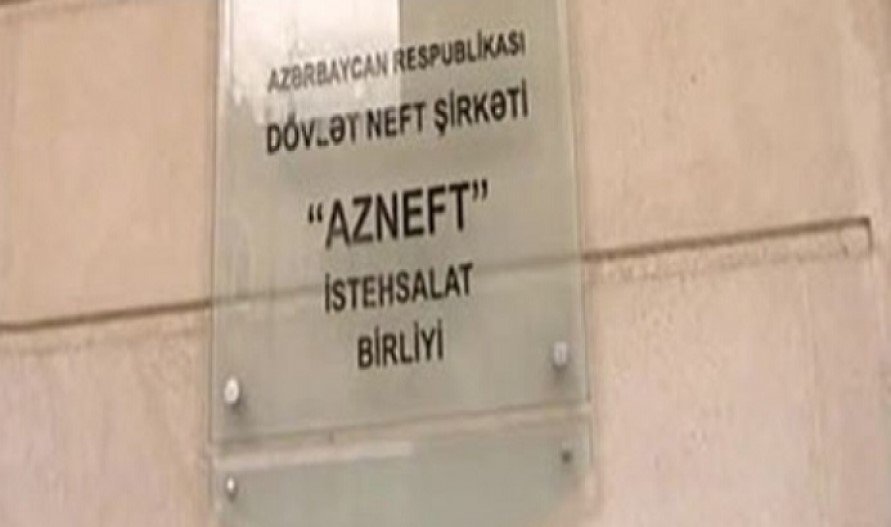 AZƏRBAYCAN RESPUBLİKASI
DÖVLƏT NEFT ŞİRKƏTİ
“AZNEFT”
İSTEHSALAT
BİRLİYİ